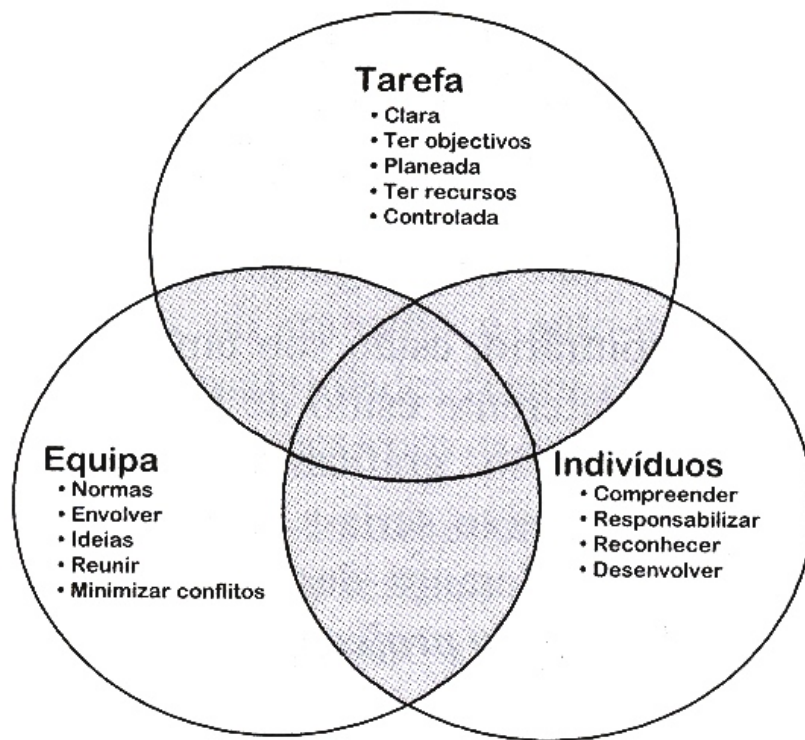 Tarefa
• Clara
• Ter objectivos
• Planeada
• Ter recursos
• Controlada
Equipa
• Normas
• Envolver
• Ideias
• Reunir
• Minimizar conflitos
Indivíduos
• Compreender
• Responsabilizar
• Reconhecer
• Desenvolver